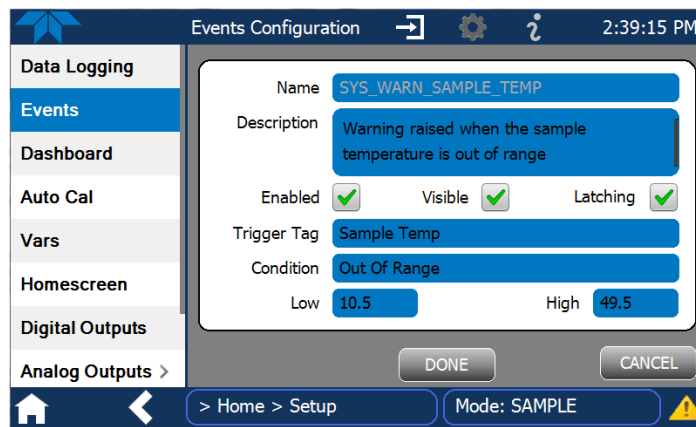 Events Configuration 2:39:15 PM
Data Logging
Events
Dashboard
Auto Cal
Vars
Homescreen
Digital Outputs
Analog Outputs >
Name SYS_WARN_SAMPLE_TEMP
Description Warning raised when the sample
temperature is out of range
Enabled Visible Latching
Trigger Tag Sample Temp
Condition Out Of Range
Low 10.5 High 49.5
DONE CANCEL
> Home > Setup Mode: SAMPLE